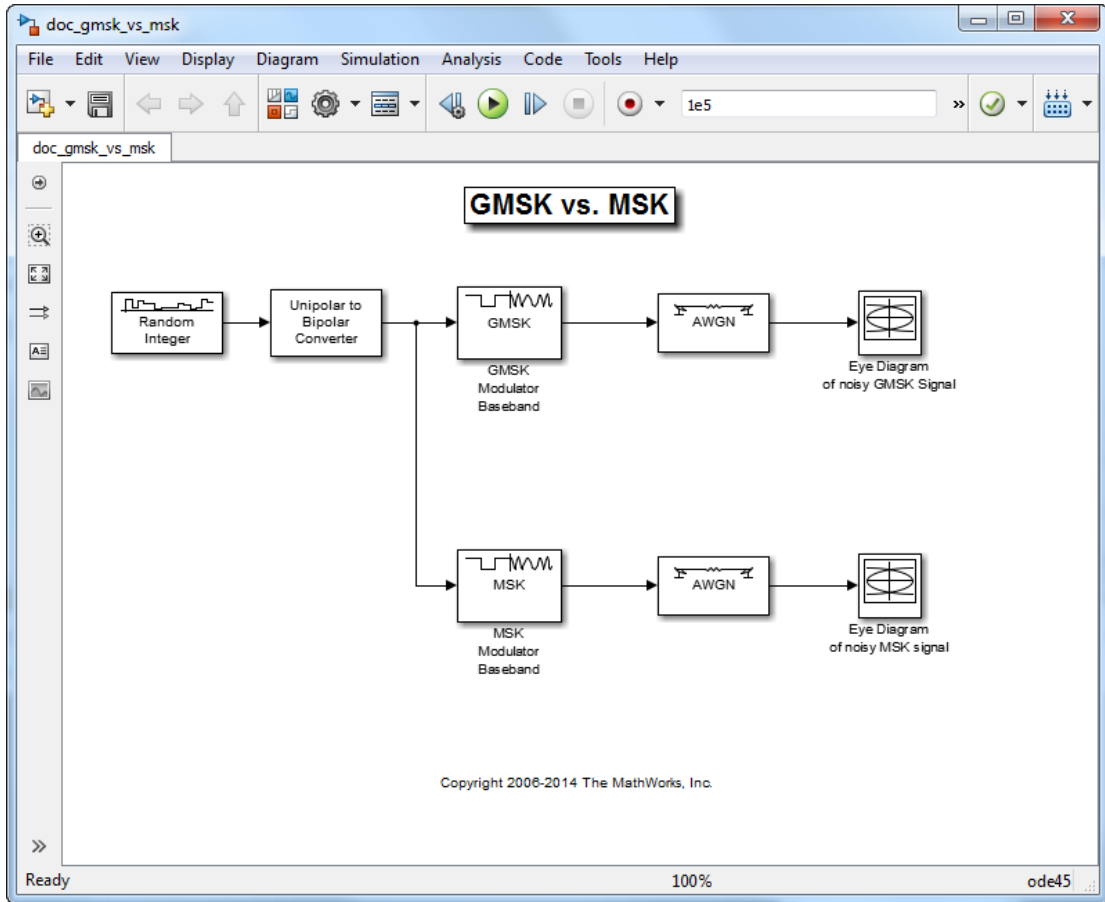 doc_gmsk_vs_msk
File Edit View Display Diagram Simulation Analysis Code Tools Help
1e5
doc_gmsk_vs_msk
GMSK vs. MSK
Random
Integer
Unipolar to
Bipolar
Converter
GMSK
GMSK
Modulator
Baseband
AWGN
Eye Diagram
of noisy GMSK Signal
MSK
MSK
Modulator
Baseband
AWGN
Eye Diagram
of noisy MSK signal
Copyright 2006-2014 The MathWorks, Inc.
Ready 100% ode45